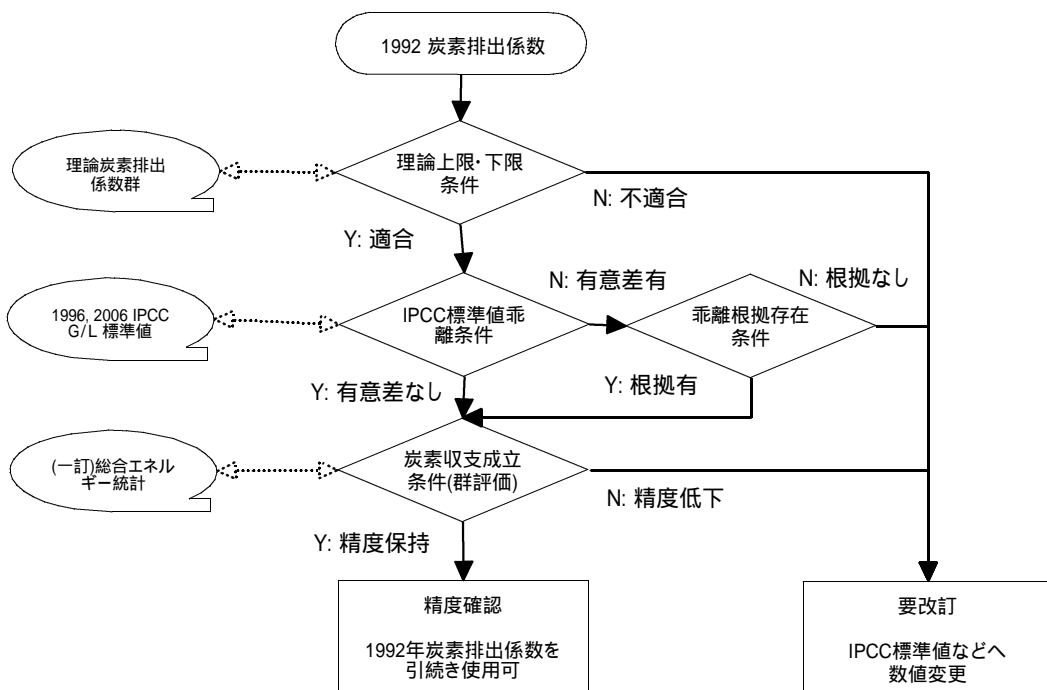 1992 炭素排出係数
理論炭素排出
係数群
理論上限・下限
条件
N: 不適合
Y: 適合
N: 有意差有
N: 根拠なし
1996, 2006 IPCC
G/L 標準値
IPCC標準値乖
離条件
乖離根拠存在
条件
Y: 有意差なし
Y: 根拠有
(一訂)総合エネル
ギー統計
炭素収支成立
条件(群評価)
N: 精度低下
Y: 精度保持
精度確認
1992年炭素排出係数を
引続き使用可
要改訂
IPCC標準値などへ
数値変更